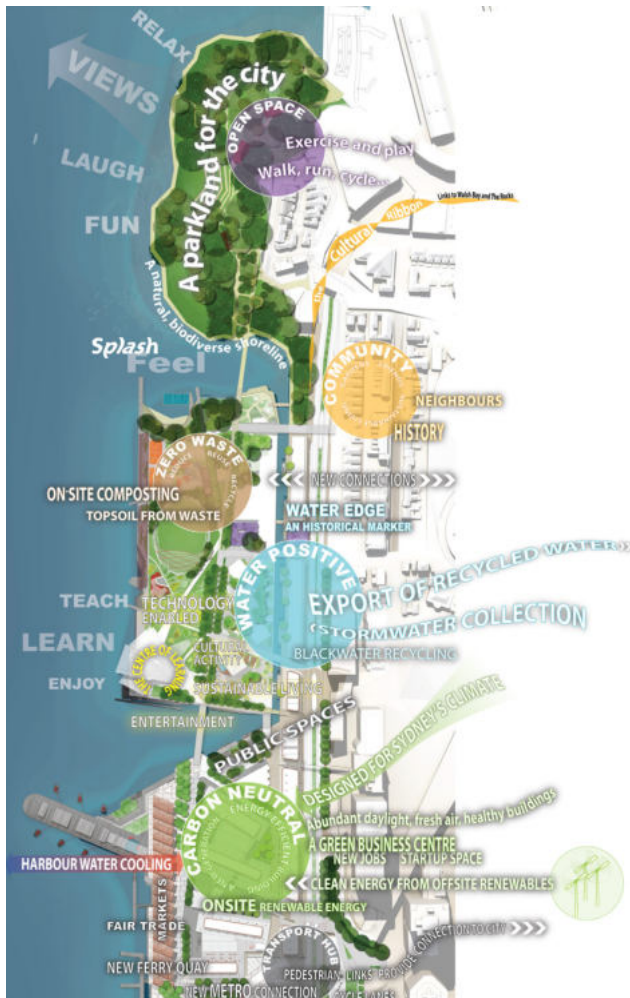 RELAX
VIEWS
LAUGH
FUN
A parkland for the city
OPEN SPACE
Exercise and play
Walk, run, cycle...
Links to Walsh Bay and The Rocks
the Cultural Ribbon
A natural, biodiverse shoreline
Splash
Feel
COMMUNITY
NEIGHBOURS
HISTORY
ZERO WASTE
REDUCE REUSE RECYCLE
ON-SITE COMPOSTING
TOPSOIL FROM WASTE
<<< NEW CONNECTIONS >>>
WATER EDGE
AN HISTORICAL MARKER
WATER POSITIVE
EXPORT OF RECYCLED WATER >>
STORMWATER COLLECTION
BLACKWATER RECYCLING
TEACH
LEARN
ENJOY
TECHNOLOGY
ENABLED
CULTURAL
ACTIVITY
SUSTAINABLE LIVING
ENTERTAINMENT
PUBLIC SPACES
CARBON NEUTRAL
ENERGY EFFICIENT BUILDING
DESIGNED FOR SYDNEY'S CLIMATE
Abundant daylight, fresh air, healthy buildings
A GREEN BUSINESS CENTRE
NEW JOBS STARTUP SPACE
<< CLEAN ENERGY FROM OFFSITE RENEWABLES
HARBOUR WATER COOLING
ONSITE RENEWABLE ENERGY
MARKETS
FAIR TRADE
TRANSPORT HUB
PEDESTRIAN LINKS PROVIDE CONNECTION TO CITY >>>
NEW FERRY QUAY
NEW METRO CONNECTION
CYCLE LANES